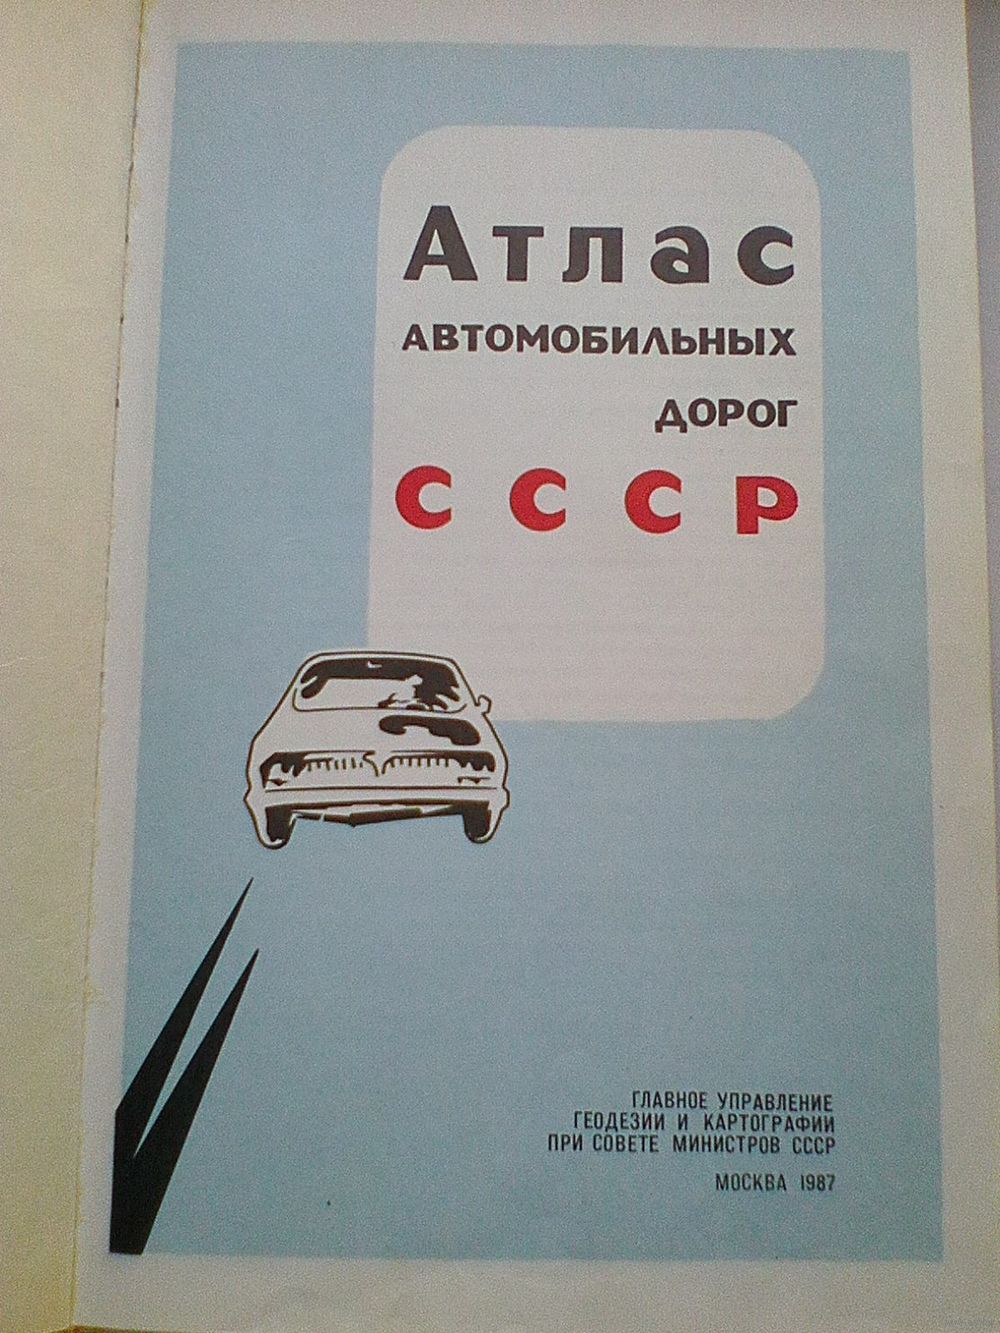 Атлас
АВТОМОБИЛЬНЫХ
ДОРОГ
СССР
ГЛАВНОЕ УПРАВЛЕНИЕ
ГЕОДЕЗИИ И КАРТОГРАФИИ
ПРИ СОВЕТЕ МИНИСТРОВ СССР
МОСКВА 1987